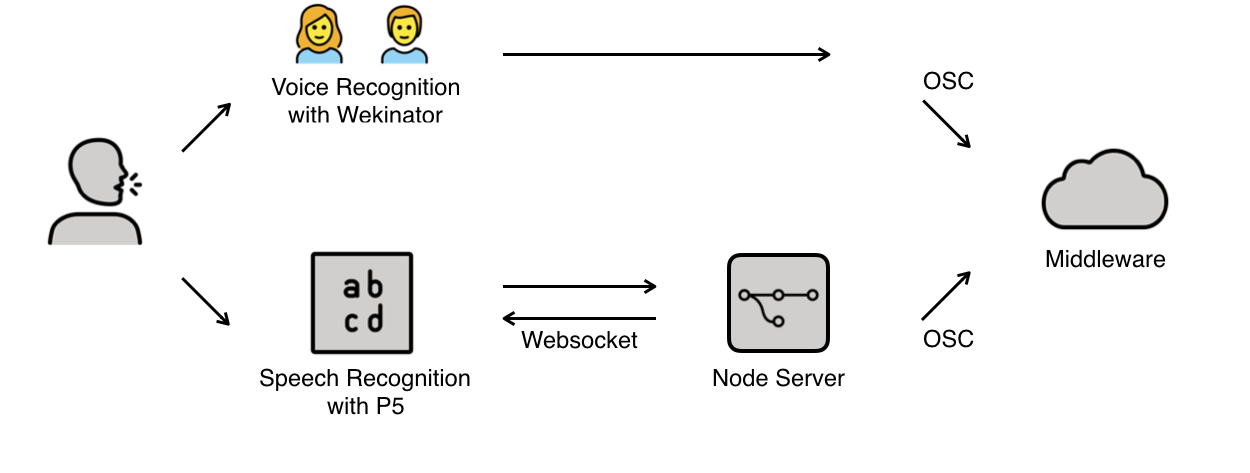 Voice Recognition
with Wekinator
OSC
Middleware
ab
cd
Websocket
OSC
Speech Recognition
with P5
Node Server